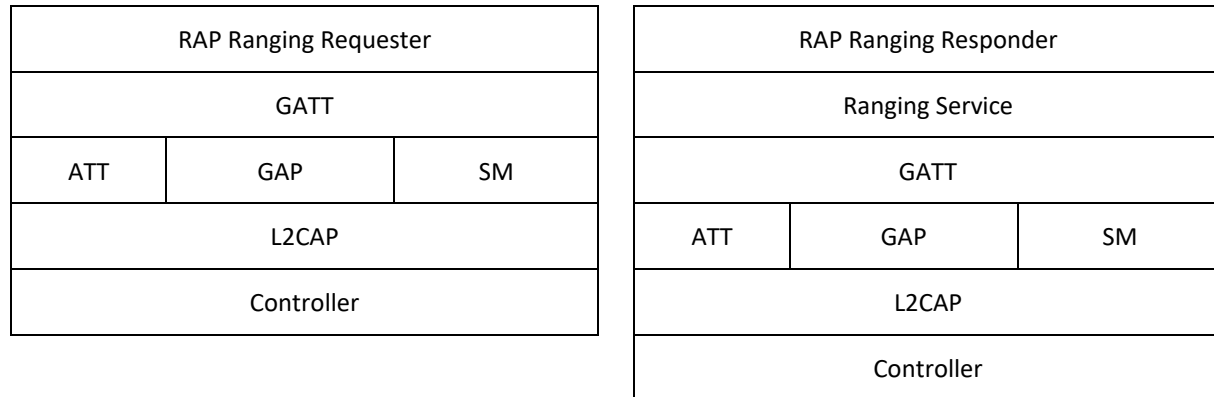 RAP Ranging Requester
GATT
ATT GAP SM
L2CAP
Controller
RAP Ranging Responder
Ranging Service
GATT
ATT GAP SM
L2CAP
Controller